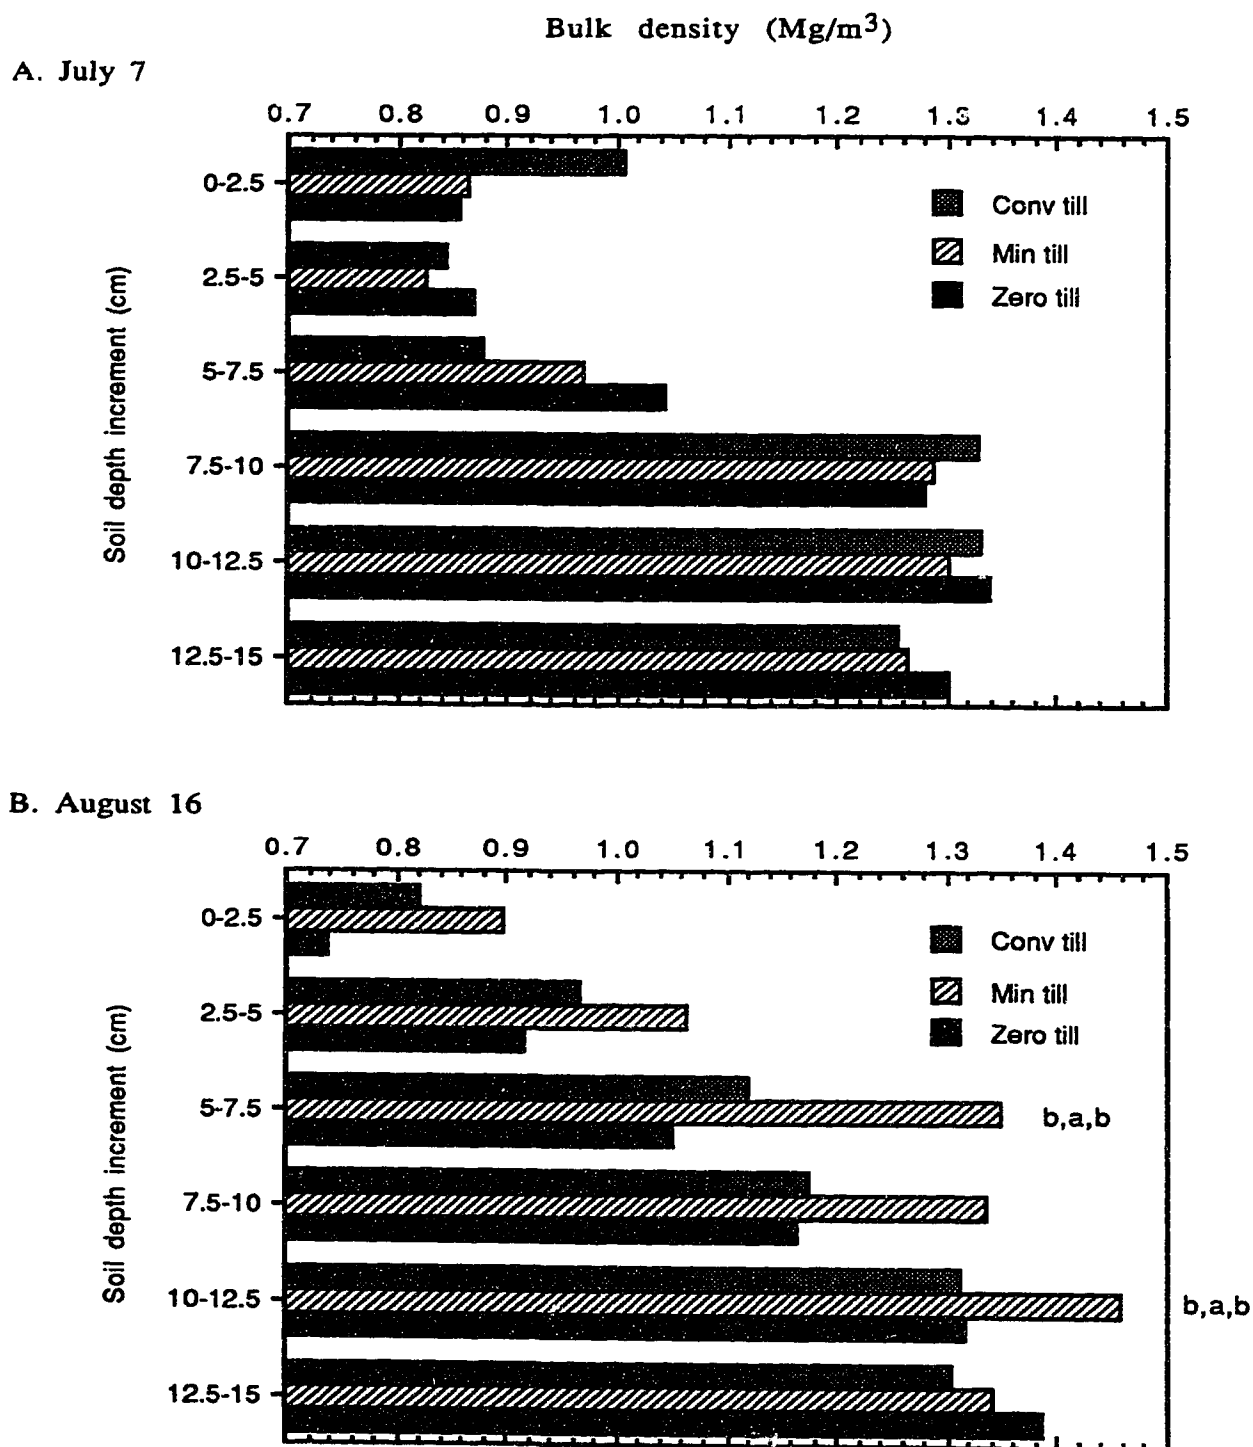 Bulk density (Mg/m3)
A. July 7
0.7 0.8 0.9 1.0 1.1 1.2 1.3 1.4 1.5
0-2.5
2.5-5
5-7.5
7.5-10
10-12.5
12.5-15
Soil depth increment (cm)
Conv till
Min till
Zero till
B. August 16
0.7 0.8 0.9 1.0 1.1 1.2 1.3 1.4 1.5
0-2.5
2.5-5
5-7.5
7.5-10
10-12.5
12.5-15
Soil depth increment (cm)
Conv till
Min till
Zero till
b,a,b
b,a,b